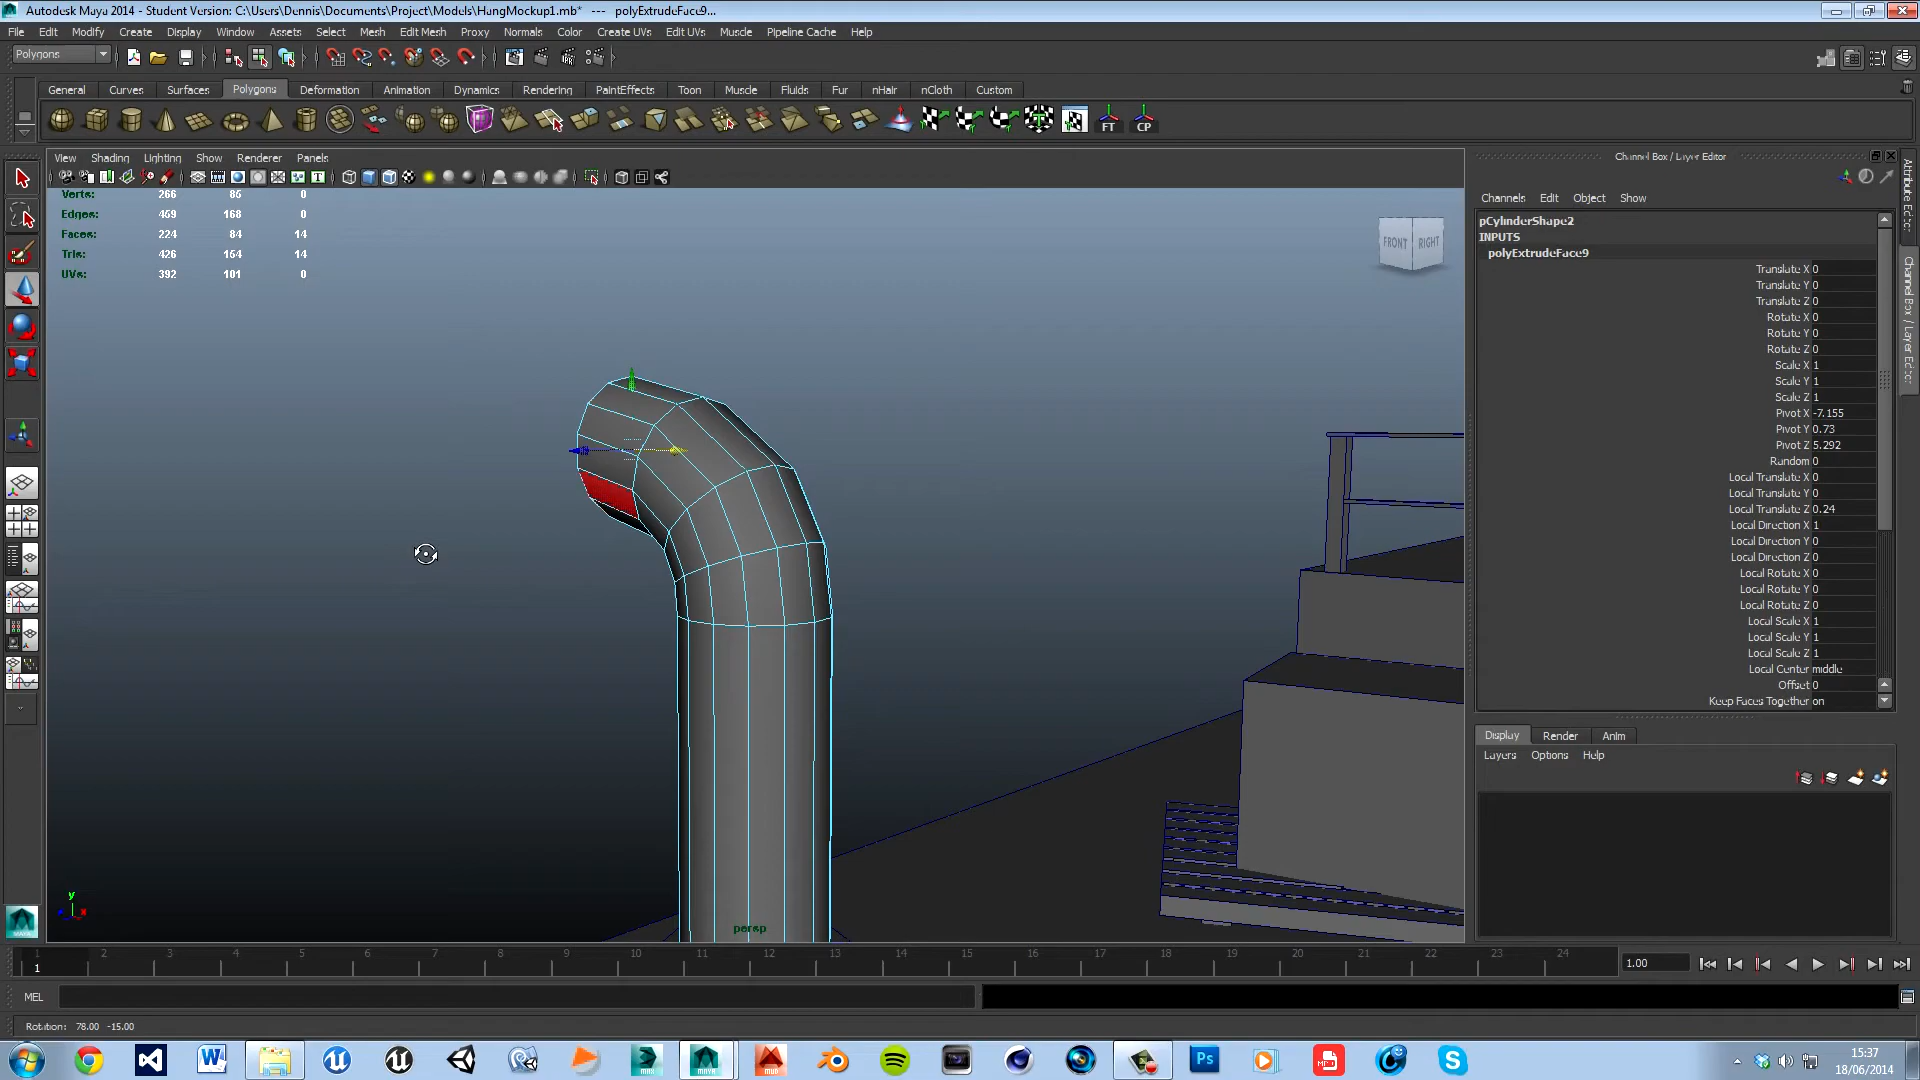 Autodesk Maya 2014 - Student Version: C:\Users\Dennis\Documents\Project\Models\HangMockup1.mb* --- polyExtrudeFace9...
File Edit Modify Create Display Window Assets Select Mesh Edit Mesh Proxy Normals Color Create UVs Edit UVs Muscle Pipeline Cache Help
Polygons
General Curves Surfaces Polygons Deformation Animation Dynamics Rendering PaintEffects Toon Muscle Fluids Fur nHair nCloth Custom
FT CP
View Shading Lighting Show Renderer Panels
Verts: 266 85 0
Edges: 459 168 0
Faces: 224 84 14
Tris: 426 154 14
UVs: 392 101 0
FRONT RIGHT
y
persp
Channel Box / Layer Editor
Channels Edit Object Show
pCylinderShape2
INPUTS
polyExtrudeFace9
Translate X 0
Translate Y 0
Translate Z 0
Rotate X 0
Rotate Y 0
Rotate Z 0
Scale X 1
Scale Y 1
Scale Z 1
Pivot X -7.155
Pivot Y 0.73
Pivot Z 5.292
Random 0
Local Translate X 0
Local Translate Y 0
Local Translate Z 0.24
Local Direction X 1
Local Direction Y 0
Local Direction Z 0
Local Rotate X 0
Local Rotate Y 0
Local Rotate Z 0
Local Scale X 1
Local Scale Y 1
Local Scale Z 1
Local Center middle
Offset 0
Keep Faces Together on
Attribute Editor
Channel Box / Layer Editor
Display Render Anim
Layers Options Help
1 2 3 4 5 6 7 8 9 10 11 12 13 14 15 16 17 18 19 20 21 22 23 24
1
1.00
MEL
Rotation: 78.00 -15.00
15:37
18/06/2014